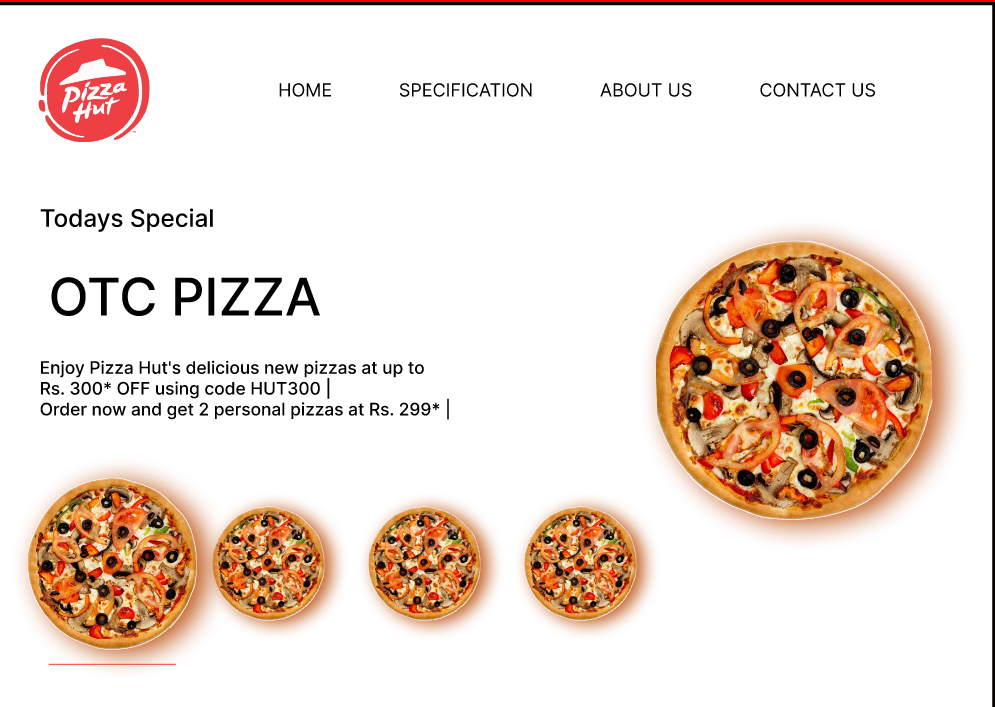 Pizza
Hut
HOME
SPECIFICATION
ABOUT US
CONTACT US
Todays Special
OTC PIZZA
Enjoy Pizza Hut's delicious new pizzas at up to
Rs. 300* OFF using code HUT300 |
Order now and get 2 personal pizzas at Rs. 299* |